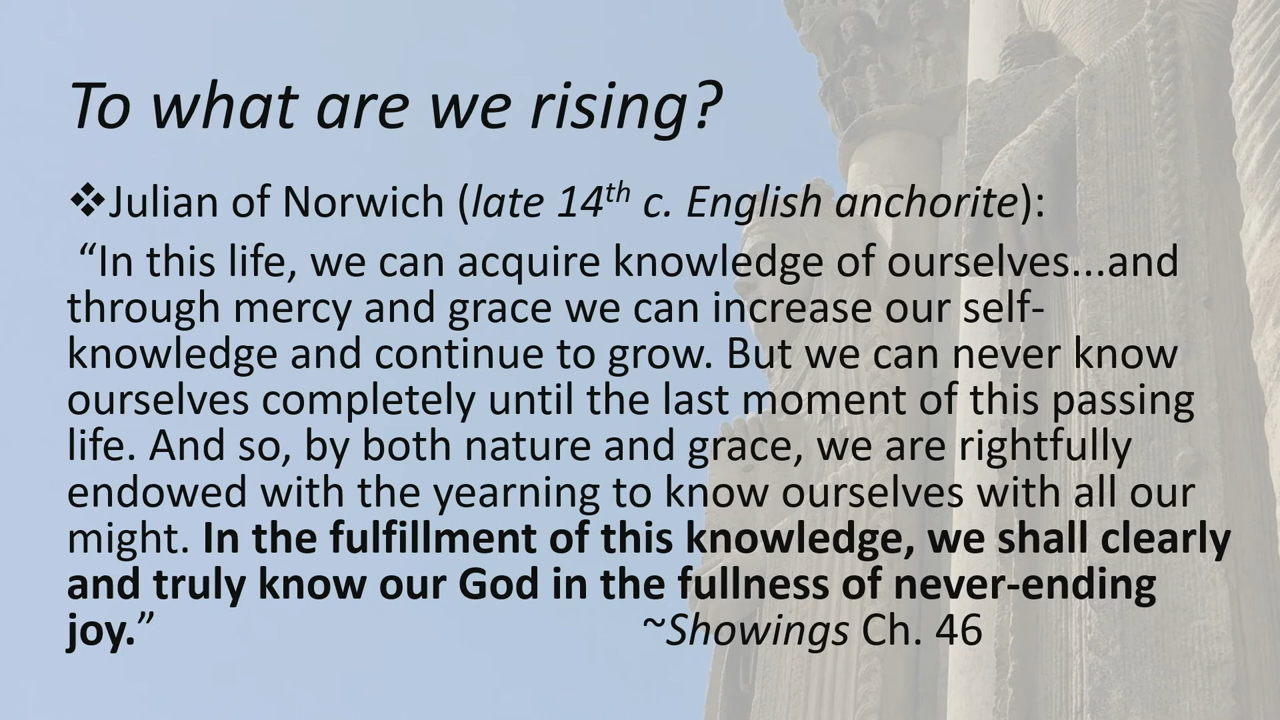 To what are we rising?
❖Julian of Norwich (late 14th c. English anchorite):
“In this life, we can acquire knowledge of ourselves...and
through mercy and grace we can increase our self-
knowledge and continue to grow. But we can never know
ourselves completely until the last moment of this passing
life. And so, by both nature and grace, we are rightfully
endowed with the yearning to know ourselves with all our
might. In the fulfillment of this knowledge, we shall clearly
and truly know our God in the fullness of never-ending
joy.” ~Showings Ch. 46